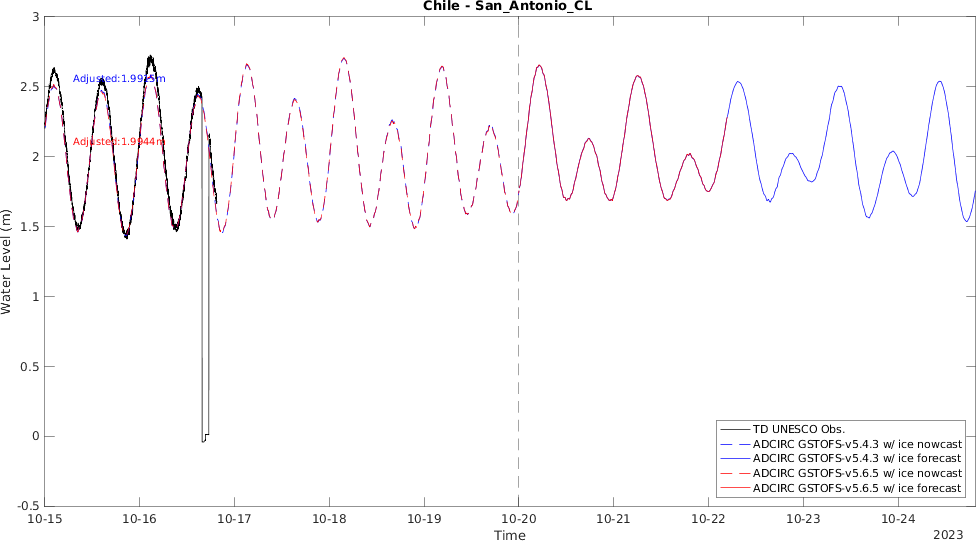 Chile - San_Antonio_CL
3
2.5
2
1.5
1
0.5
0
-0.5
Water Level (m)
Adjusted:1.9915m
Adjusted:1.9944m
TD UNESCO Obs.
ADCIRC GSTOFS-v5.4.3 w/ ice nowcast
ADCIRC GSTOFS-v5.4.3 w/ ice forecast
ADCIRC GSTOFS-v5.6.5 w/ ice nowcast
ADCIRC GSTOFS-v5.6.5 w/ ice forecast
10-15 10-16 10-17 10-18 10-19 10-20 10-21 10-22 10-23 10-24
Time
2023